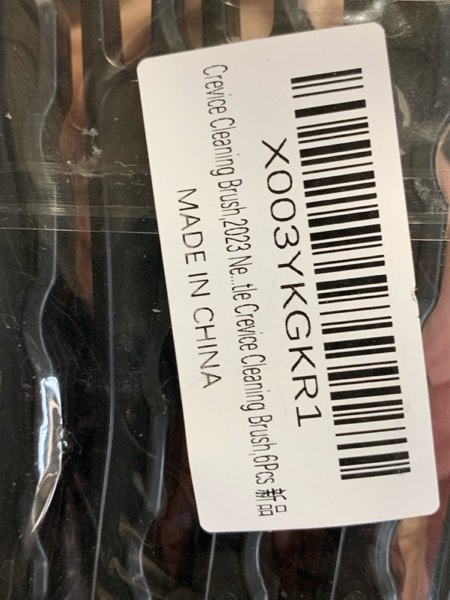 X003YKGKR1
Crevice Cleaning Brush,2023 Ne...tle Crevice Cleaning Brush,6Pcs 新品
MADE IN CHINA